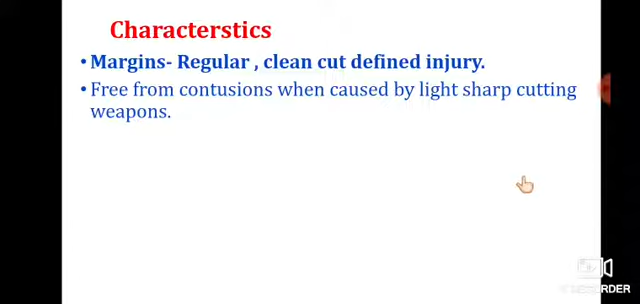 Characterstics
• Margins- Regular , clean cut defined injury.
• Free from contusions when caused by light sharp cutting
weapons.